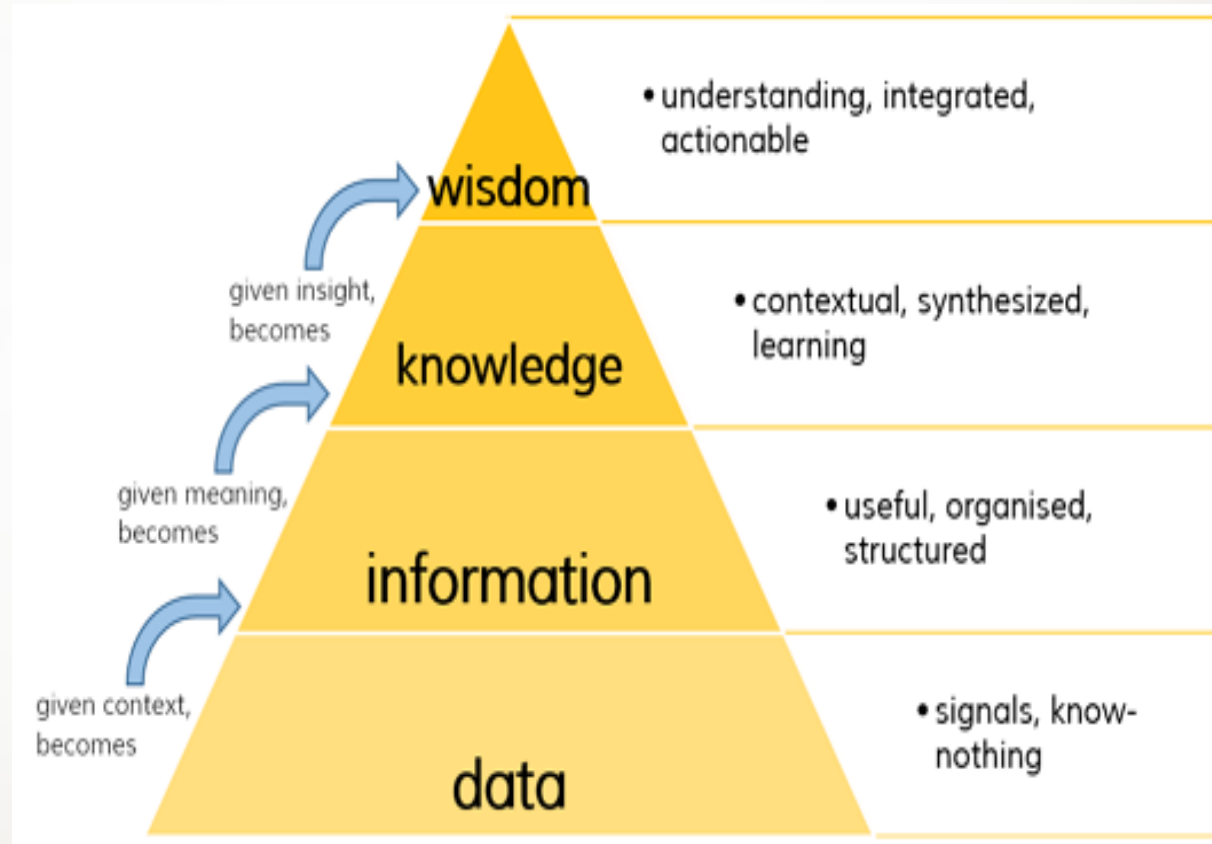 • understanding, integrated,
actionable
wisdom
given insight,
becomes
• contextual, synthesized,
learning
knowledge
given meaning,
becomes
• useful, organised,
structured
information
given context,
becomes
• signals, know-
nothing
data